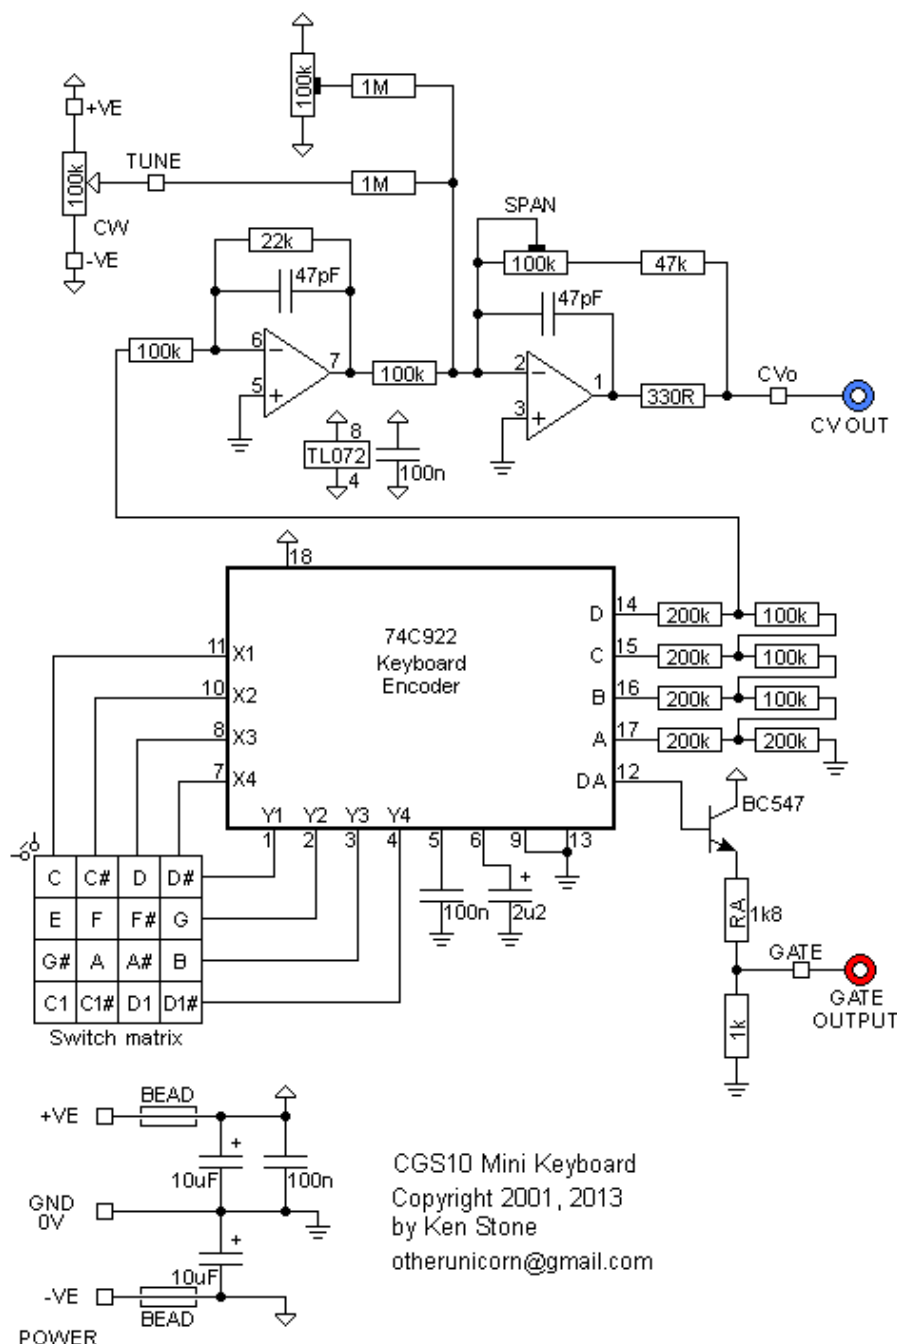 100k
1M
+VE
100k
TUNE
1M
CW
-VE
SPAN
22k
100k
47k
47pF
47pF
100k
6
7
100k
2
5
1
3
330R
CVo
CV OUT
8
TL072
4
100n
18
74C922
Keyboard
Encoder
D
14
200k
100k
11
X1
C
15
200k
100k
10
X2
B
16
200k
100k
8
X3
A
17
200k
200k
7
X4
DA
12
BC547
Y1
Y2
Y3
Y4
1
2
3
4
5
6
9
13
C C# D D#
E F F# G
G# A A# B
C1 C1# D1 D1#
Switch matrix
100n
+
2u2
RA
1k8
GATE
1k
GATE
OUTPUT
BEAD
+VE
+
10uF
100n
GND
0V
+
10uF
-VE
BEAD
POWER
CGS10 Mini Keyboard
Copyright 2001, 2013
by Ken Stone
otherunicorn@gmail.com